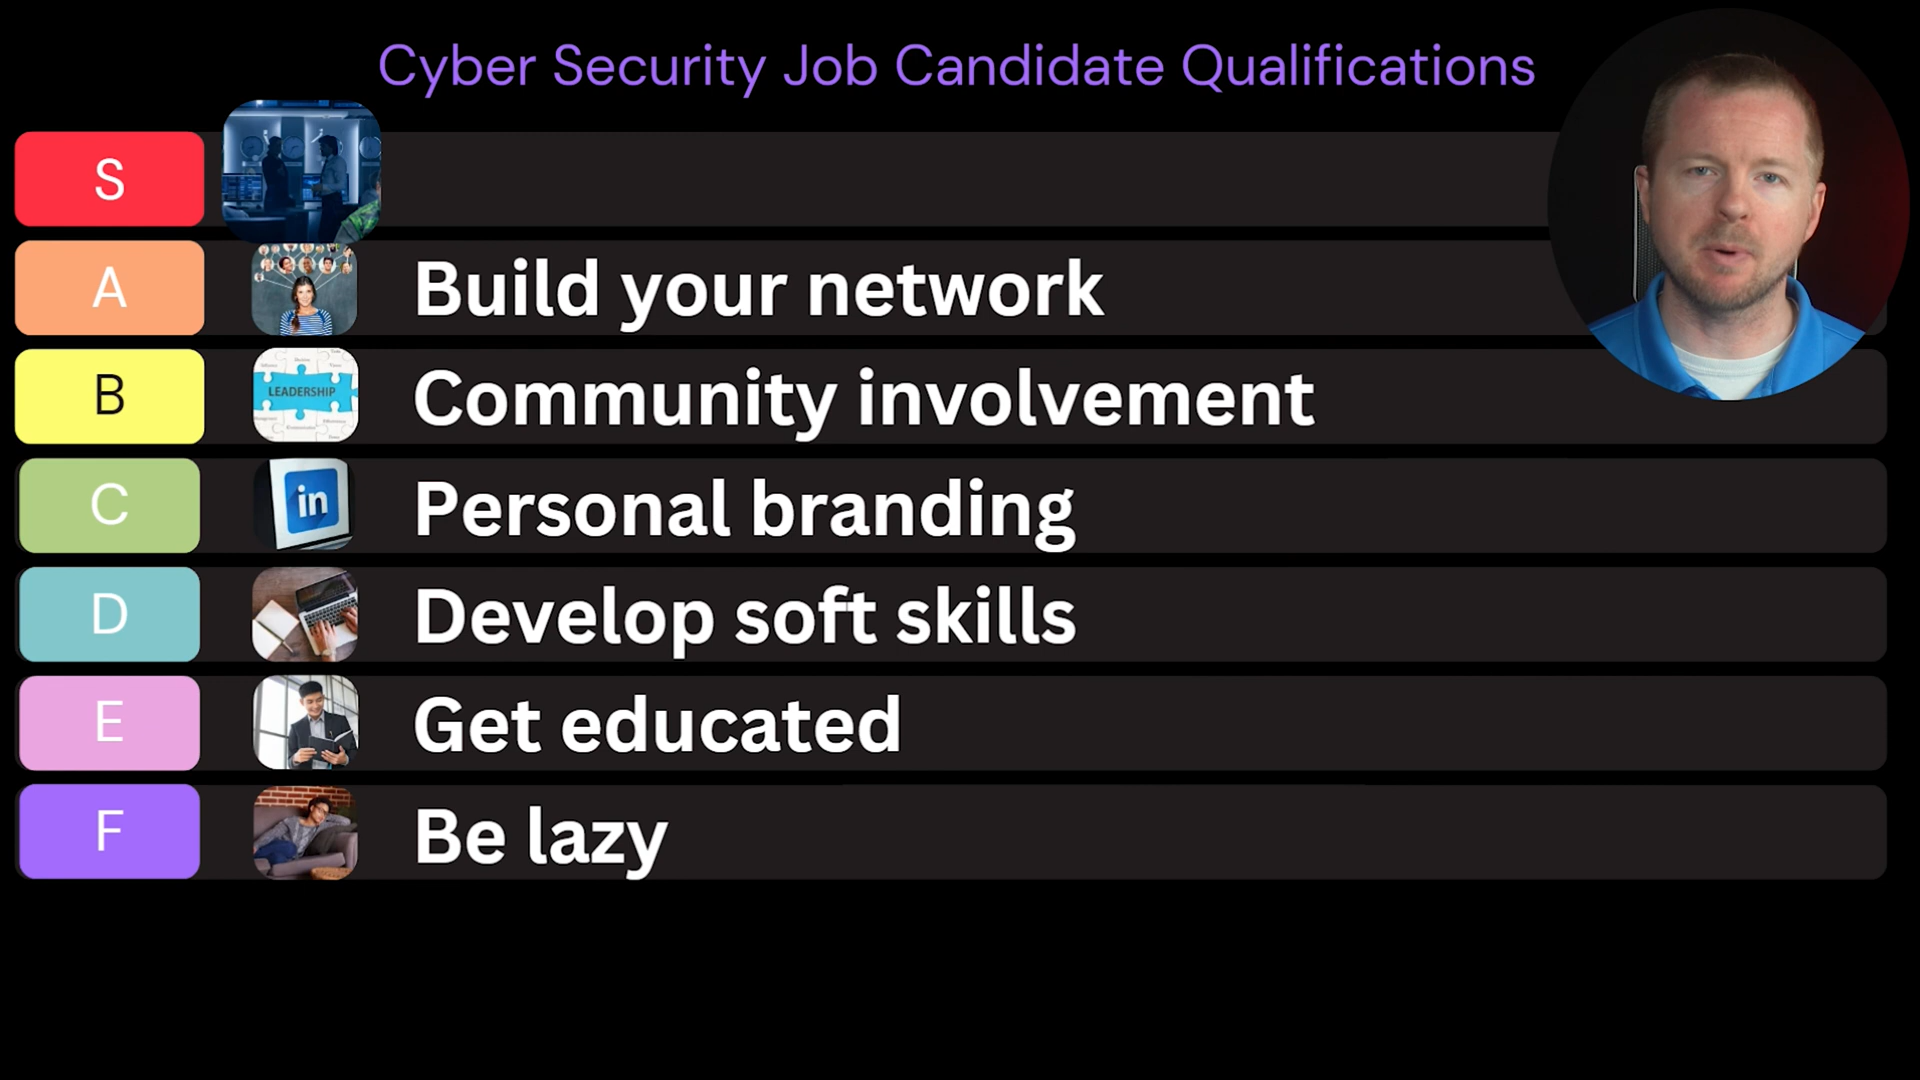 Cyber Security Job Candidate Qualifications
S
A
Build your network
B
LEADERSHIP
Community involvement
C
in
Personal branding
D
Develop soft skills
E
Get educated
F
Be lazy